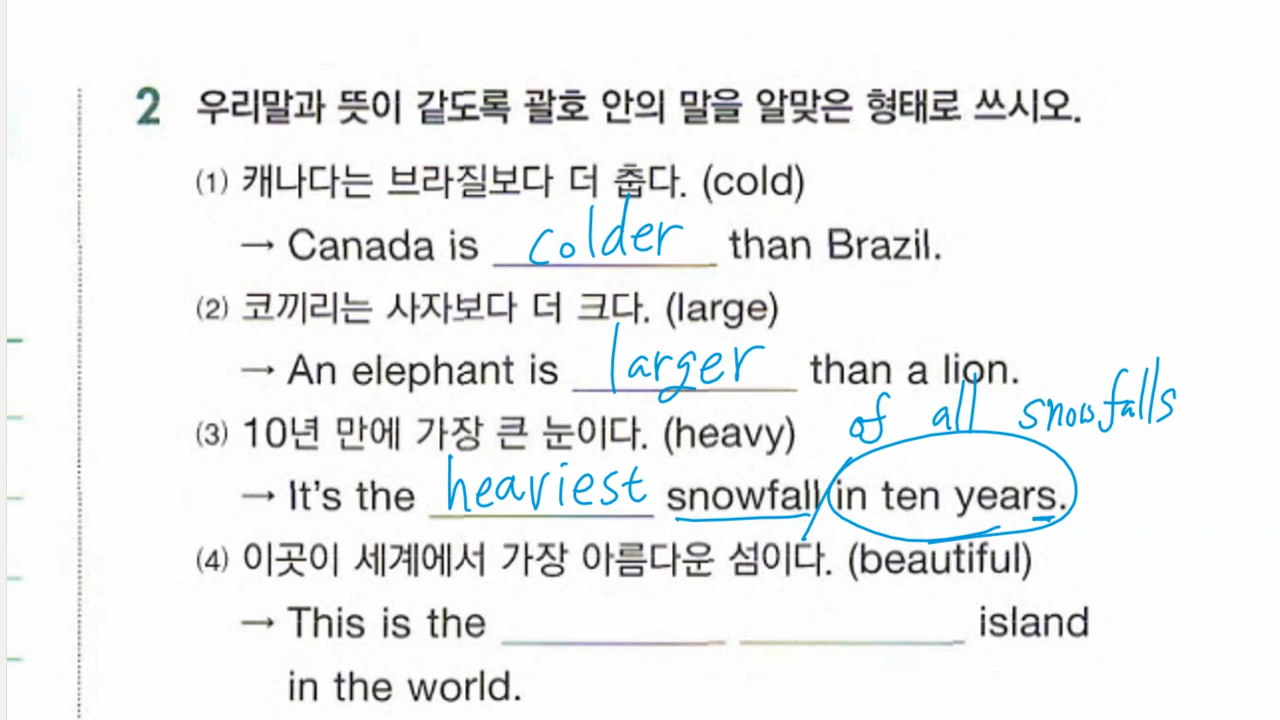 2 우리말과 뜻이 같도록 괄호 안의 말을 알맞은 형태로 쓰시오.
(1) 캐나다는 브라질보다 더 춥다. (cold)
→ Canada is colder than Brazil.
(2) 코끼리는 사자보다 더 크다. (large)
→ An elephant is larger than a lion.
of all snowfalls
(3) 10년 만에 가장 큰 눈이다. (heavy)
→ It's the heaviest snowfall in ten years.
(4) 이곳이 세계에서 가장 아름다운 섬이다. (beautiful)
→ This is the island
in the world.